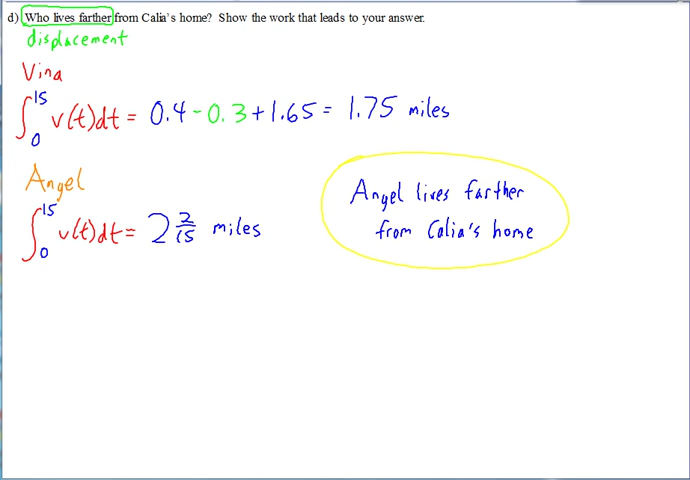 d) Who lives farther from Calia's home? Show the work that leads to your answer.
displacement
Vina
∫₀¹⁵ v(t)dt = 0.4 - 0.3 + 1.65 = 1.75 miles
Angel
∫₀¹⁵ v(t)dt = 2 2/15 miles
Angel lives farther
from Calia's home